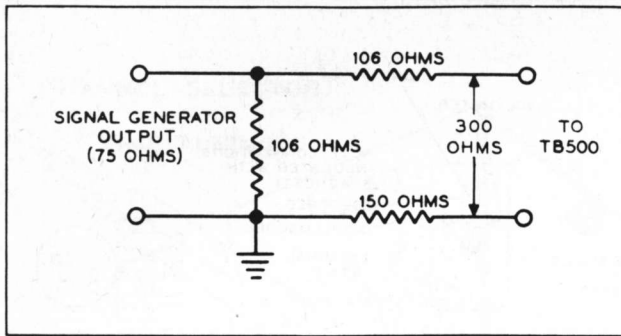 106 OHMS
SIGNAL GENERATOR
OUTPUT
(75 OHMS)
106 OHMS
300
OHMS
TO
TB500
150 OHMS